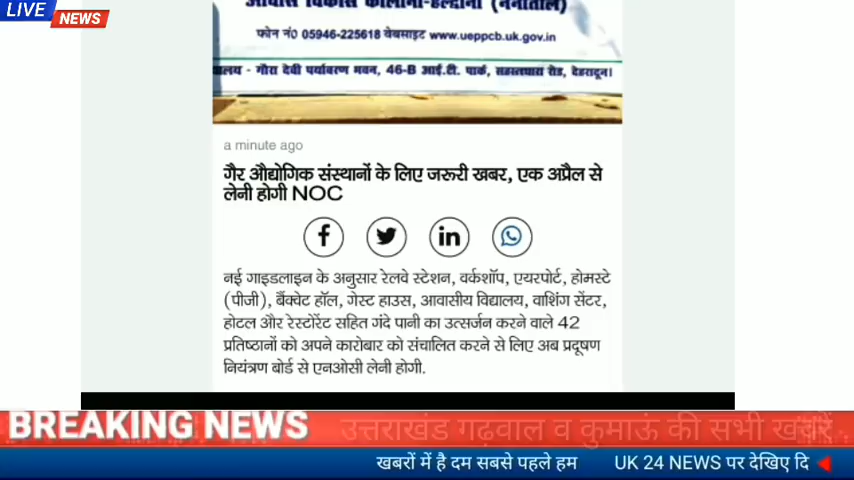 LIVE
NEWS
आवास विकास कालोनी-हल्द्वानी (नैनीताल)
फोन नं0 05946-225618 वेबसाइट www.ueppcb.uk.gov.in
ालय - गौरा देवी पर्यावरण भवन, 46-B आई.टी. पार्क, सहस्त्रधारा रोड, देहरादून।
a minute ago
गैर औद्योगिक संस्थानों के लिए जरूरी खबर, एक अप्रैल से
लेनी होगी NOC
नई गाइडलाइन के अनुसार रेलवे स्टेशन, वर्कशॉप, एयरपोर्ट, होमस्टे
(पीजी), बैंक्वेट हॉल, गेस्ट हाउस, आवासीय विद्यालय, वाशिंग सेंटर,
होटल और रेस्टोरेंट सहित गंदे पानी का उत्सर्जन करने वाले 42
प्रतिष्ठानों को अपने कारोबार को संचालित करने से लिए अब प्रदूषण
नियंत्रण बोर्ड से एनओसी लेनी होगी.
BREAKING NEWS
उत्तराखंड गढ़वाल व कुमाऊं की सभी खबरें
खबरों में है दम सबसे पहले हम UK 24 NEWS पर देखिए दि